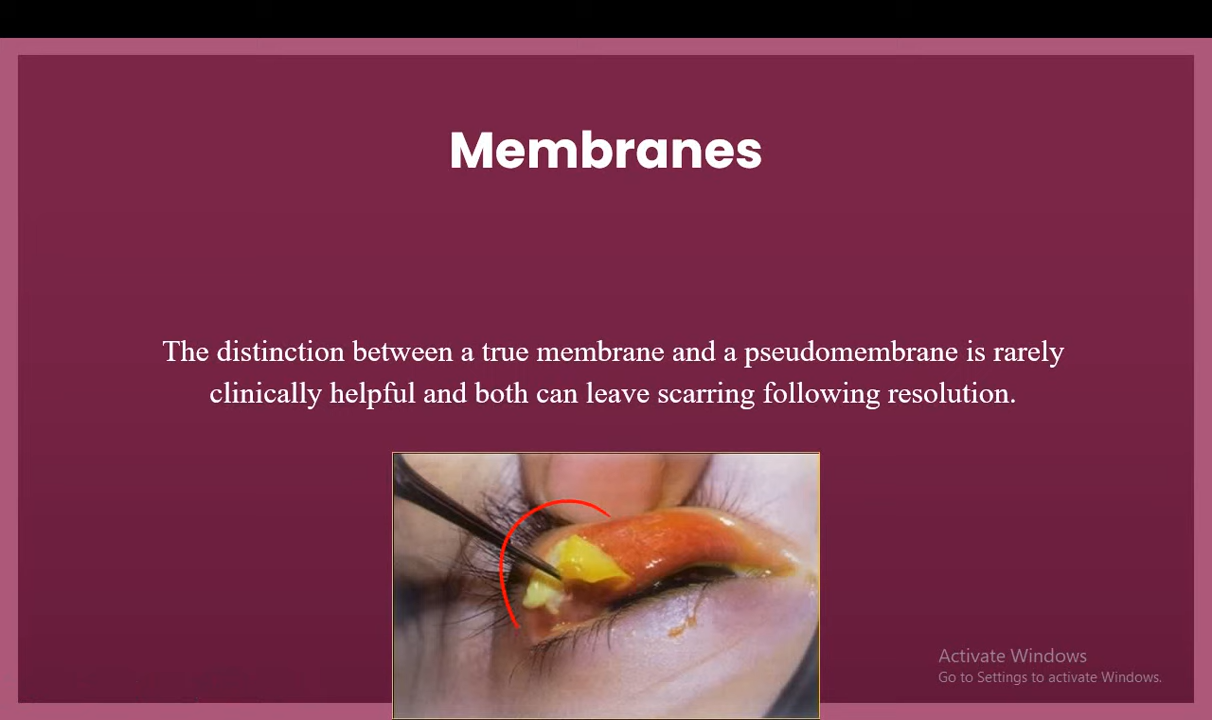 Membranes
The distinction between a true membrane and a pseudomembrane is rarely
clinically helpful and both can leave scarring following resolution.
Activate Windows
Go to Settings to activate Windows.